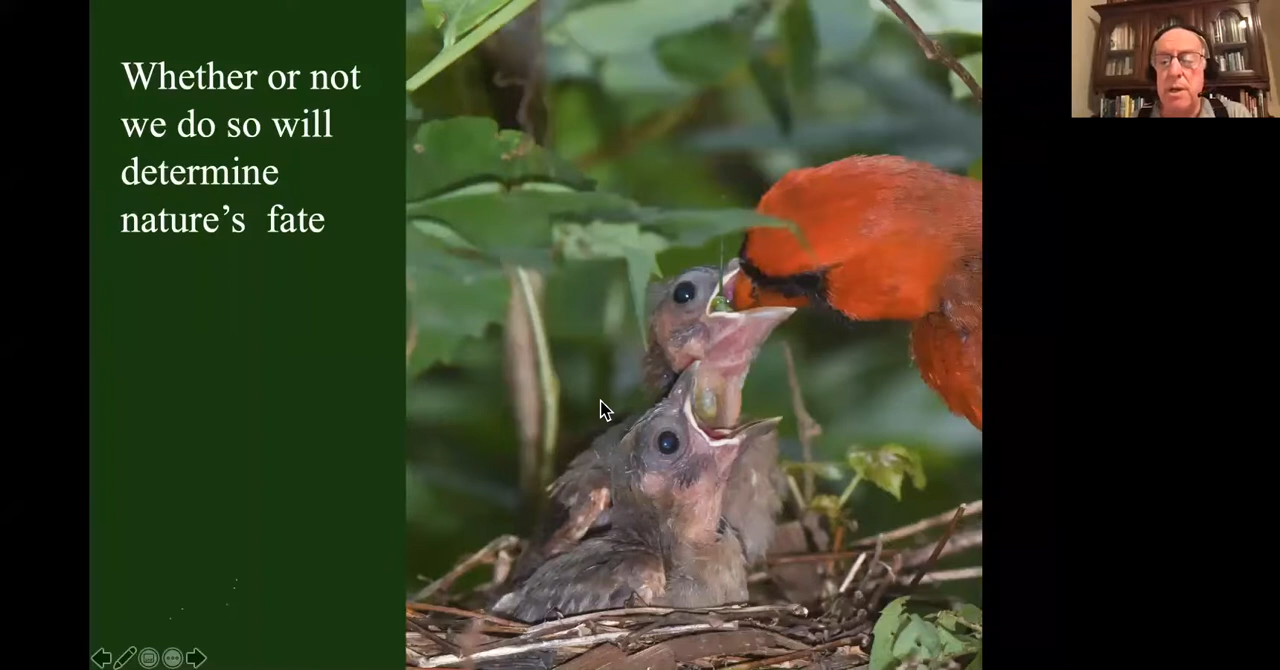 Whether or not
we do so will
determine
nature’s fate